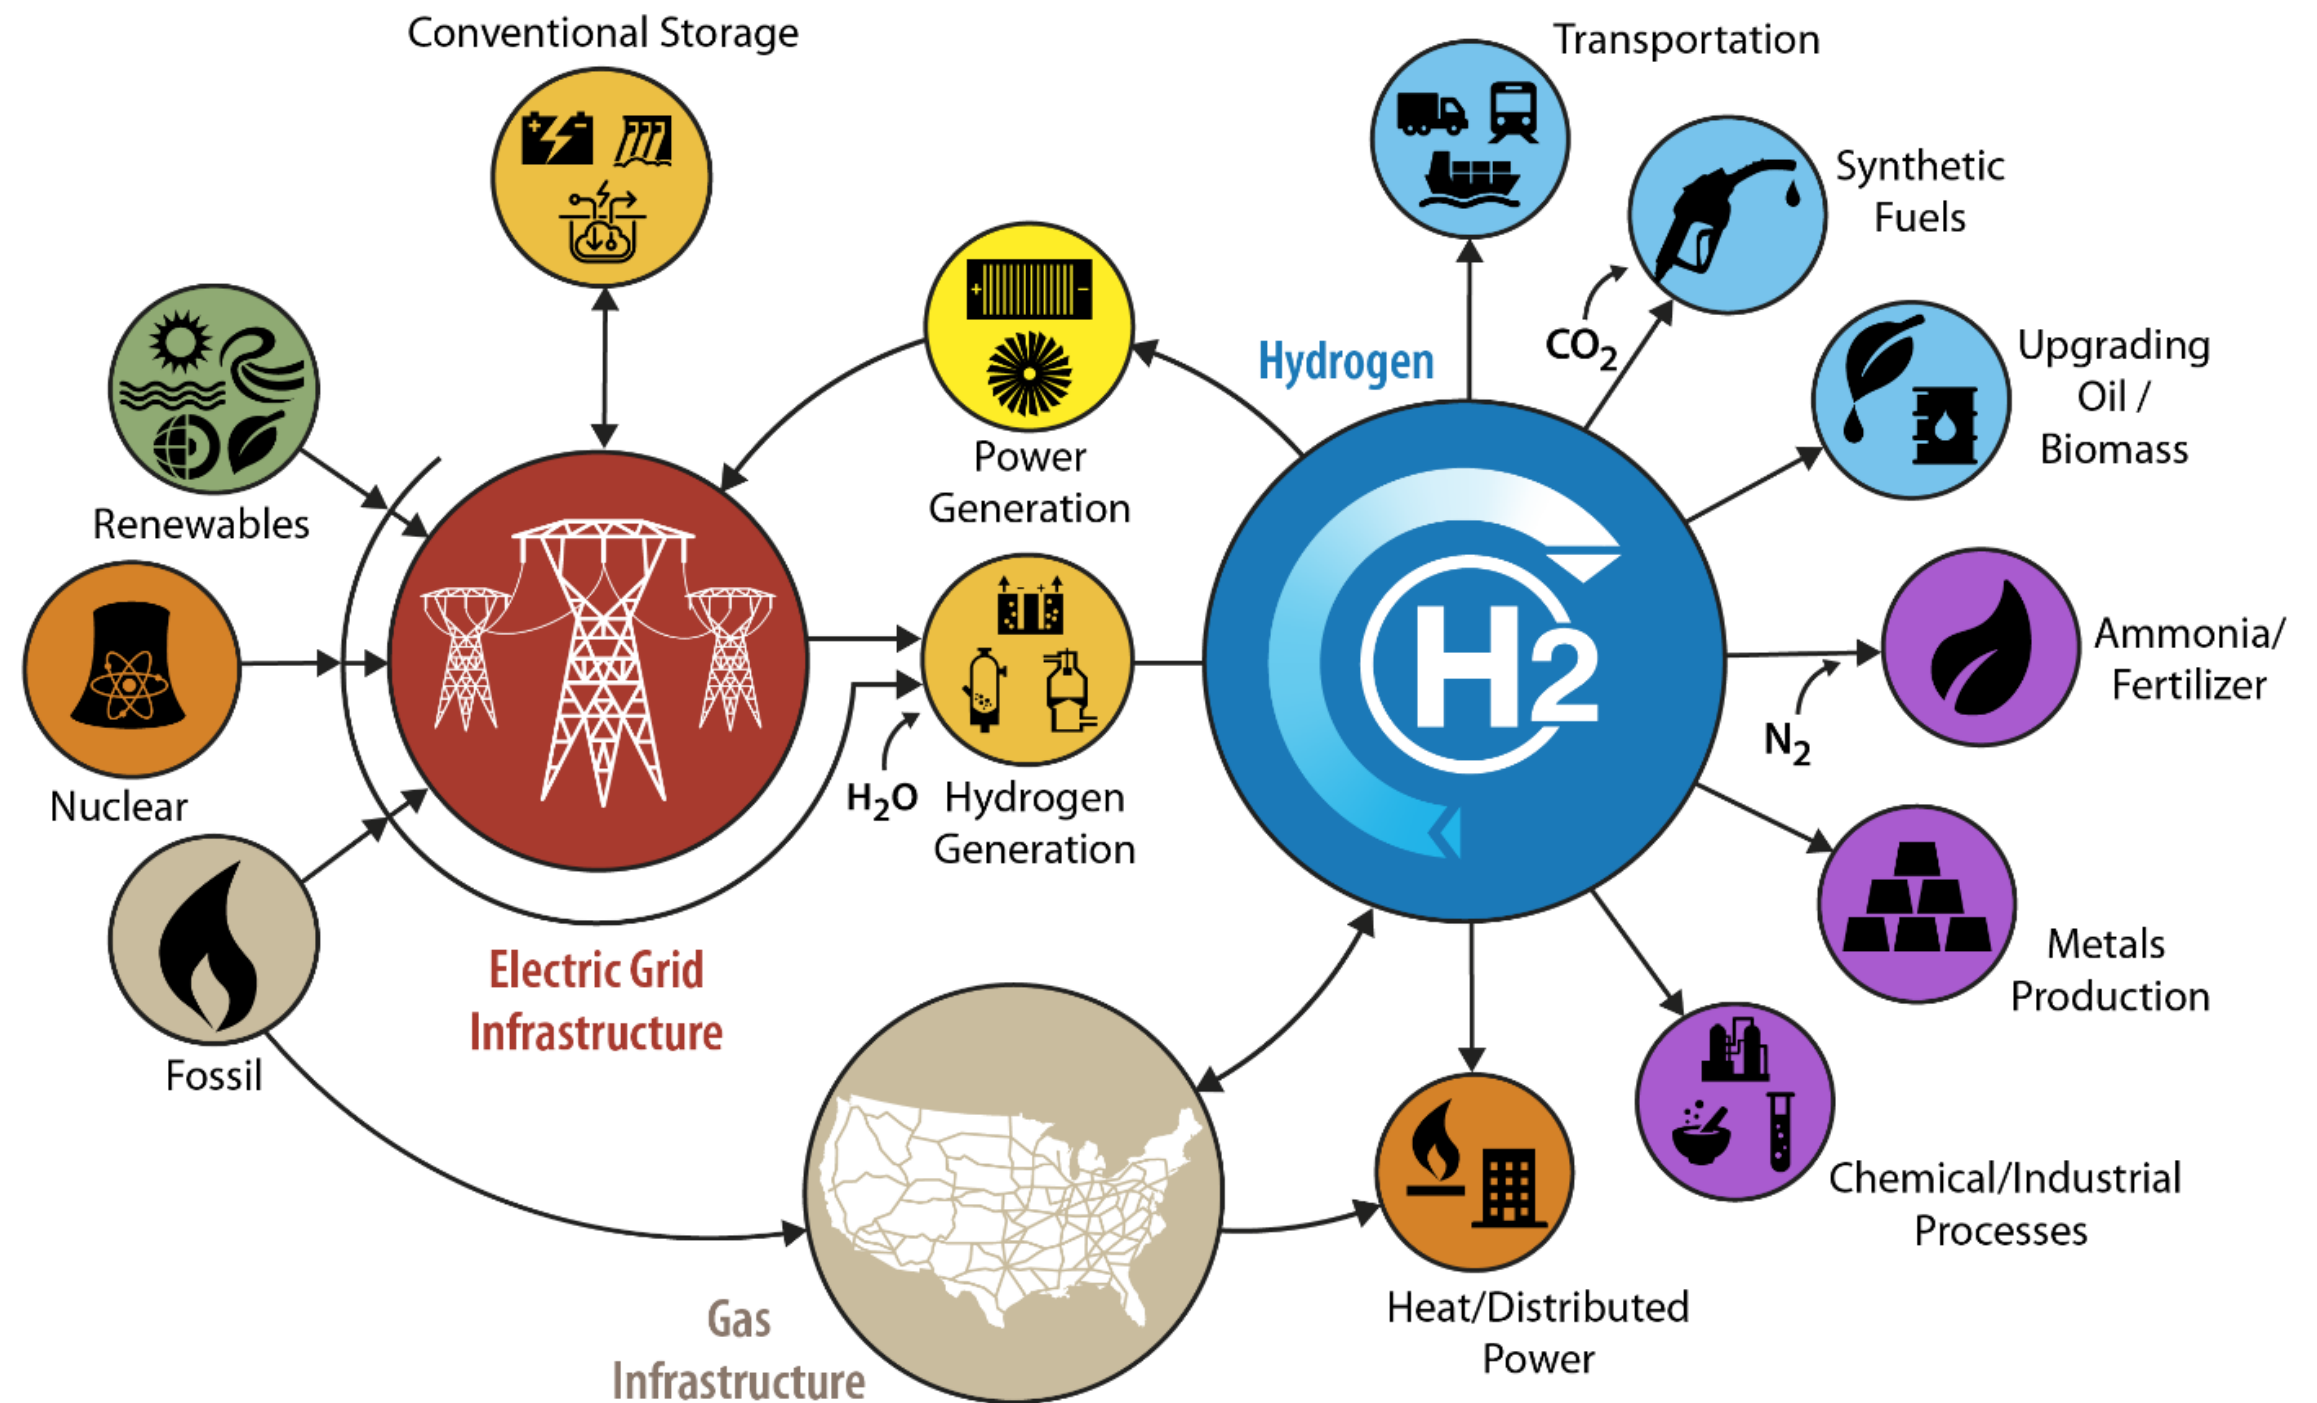 Conventional Storage
Transportation
Synthetic
Fuels
CO₂
Hydrogen
Upgrading
Oil /
Biomass
Power
Generation
Renewables
+ −
− +
H2
Ammonia/
Fertilizer
N₂
Nuclear
H₂O
Hydrogen
Generation
Electric Grid
Infrastructure
Metals
Production
Fossil
Chemical/Industrial
Processes
Gas
Infrastructure
Heat/Distributed
Power